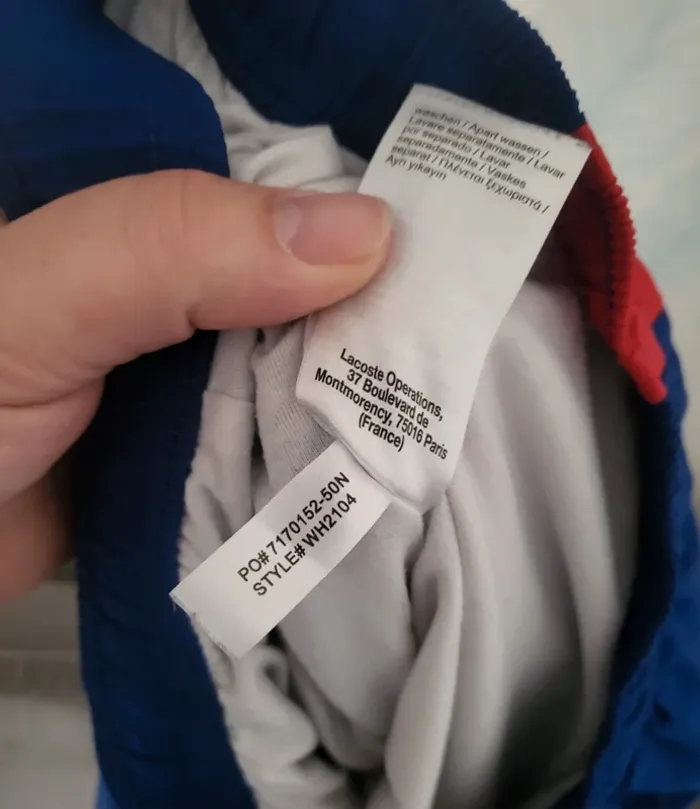 waschen / Apart wassen /
Lavare separatamente / Lavar
por separado / Lavar
separadamente / Vaskes
separat / Πλένεται ξεχωριστά /
Ayrı yıkayın
Lacoste Operations,
37 Boulevard de
Montmorency, 75016 Paris
(France)
PO# 7170152-50N
STYLE# WH2104